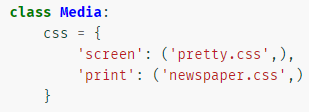 class Media:
    css = {
        'screen': ('pretty.css',),
        'print': ('newspaper.css',)
    }